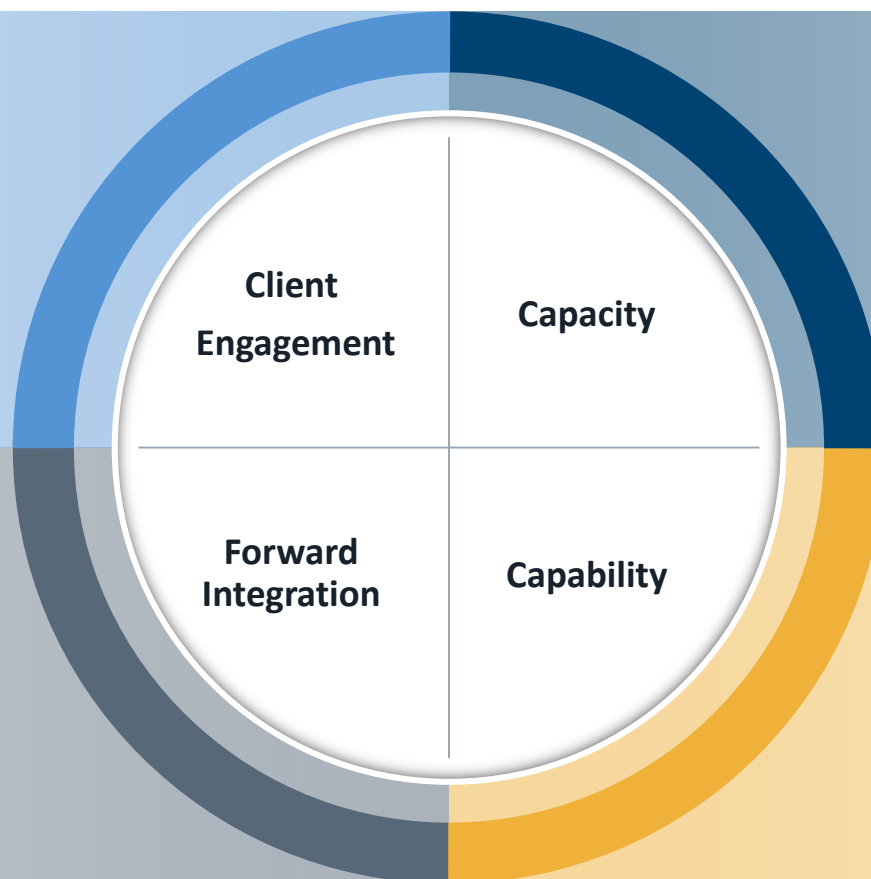 Client
Engagement
Capacity
Forward
Integration
Capability